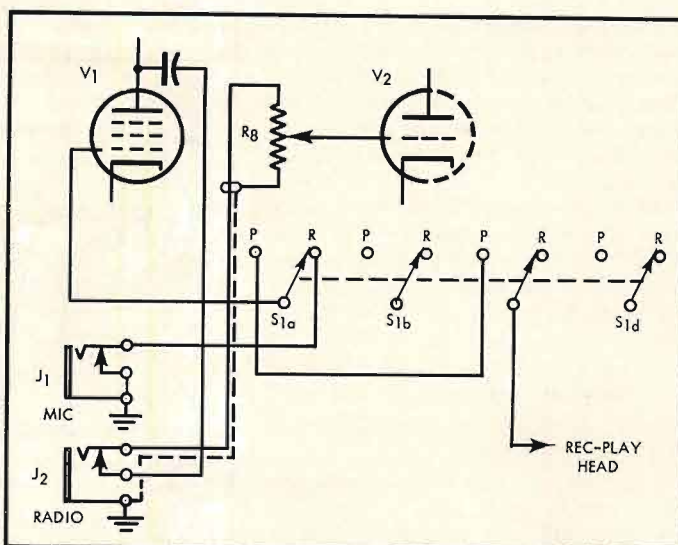 V1
R8
V2
P R P R P R P R
S1a S1b S1d
J1
MIC
J2
RADIO
REC-PLAY
HEAD